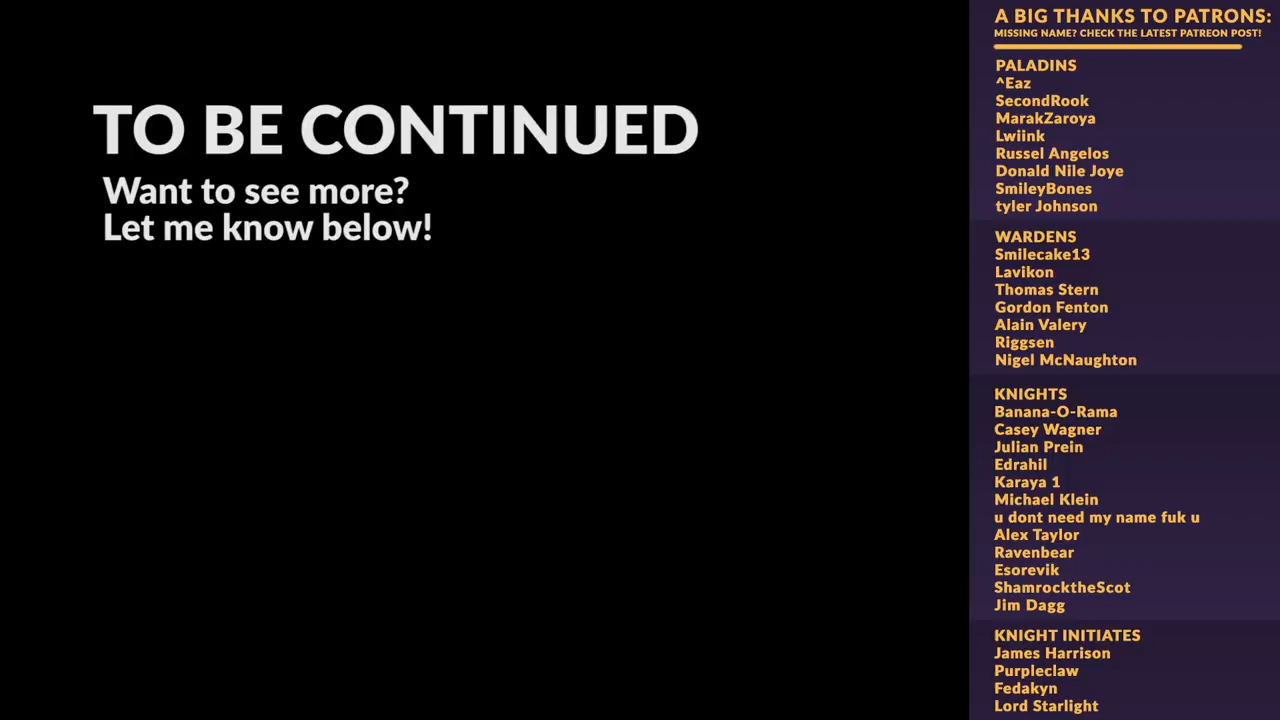 TO BE CONTINUED
Want to see more?
Let me know below!
A BIG THANKS TO PATRONS:
MISSING NAME? CHECK THE LATEST PATREON POST!
PALADINS
^Eaz
SecondRook
MarakZaroya
Lwiink
Russel Angelos
Donald Nile Joye
SmileyBones
tyler Johnson
WARDENS
Smilecake13
Lavikon
Thomas Stern
Gordon Fenton
Alain Valery
Riggsen
Nigel McNaughton
KNIGHTS
Banana-O-Rama
Casey Wagner
Julian Prein
Edrahil
Karaya 1
Michael Klein
u dont need my name fuk u
Alex Taylor
Ravenbear
Esorevik
ShamrocktheScot
Jim Dagg
KNIGHT INITIATES
James Harrison
Purpleclaw
Fedakyn
Lord Starlight